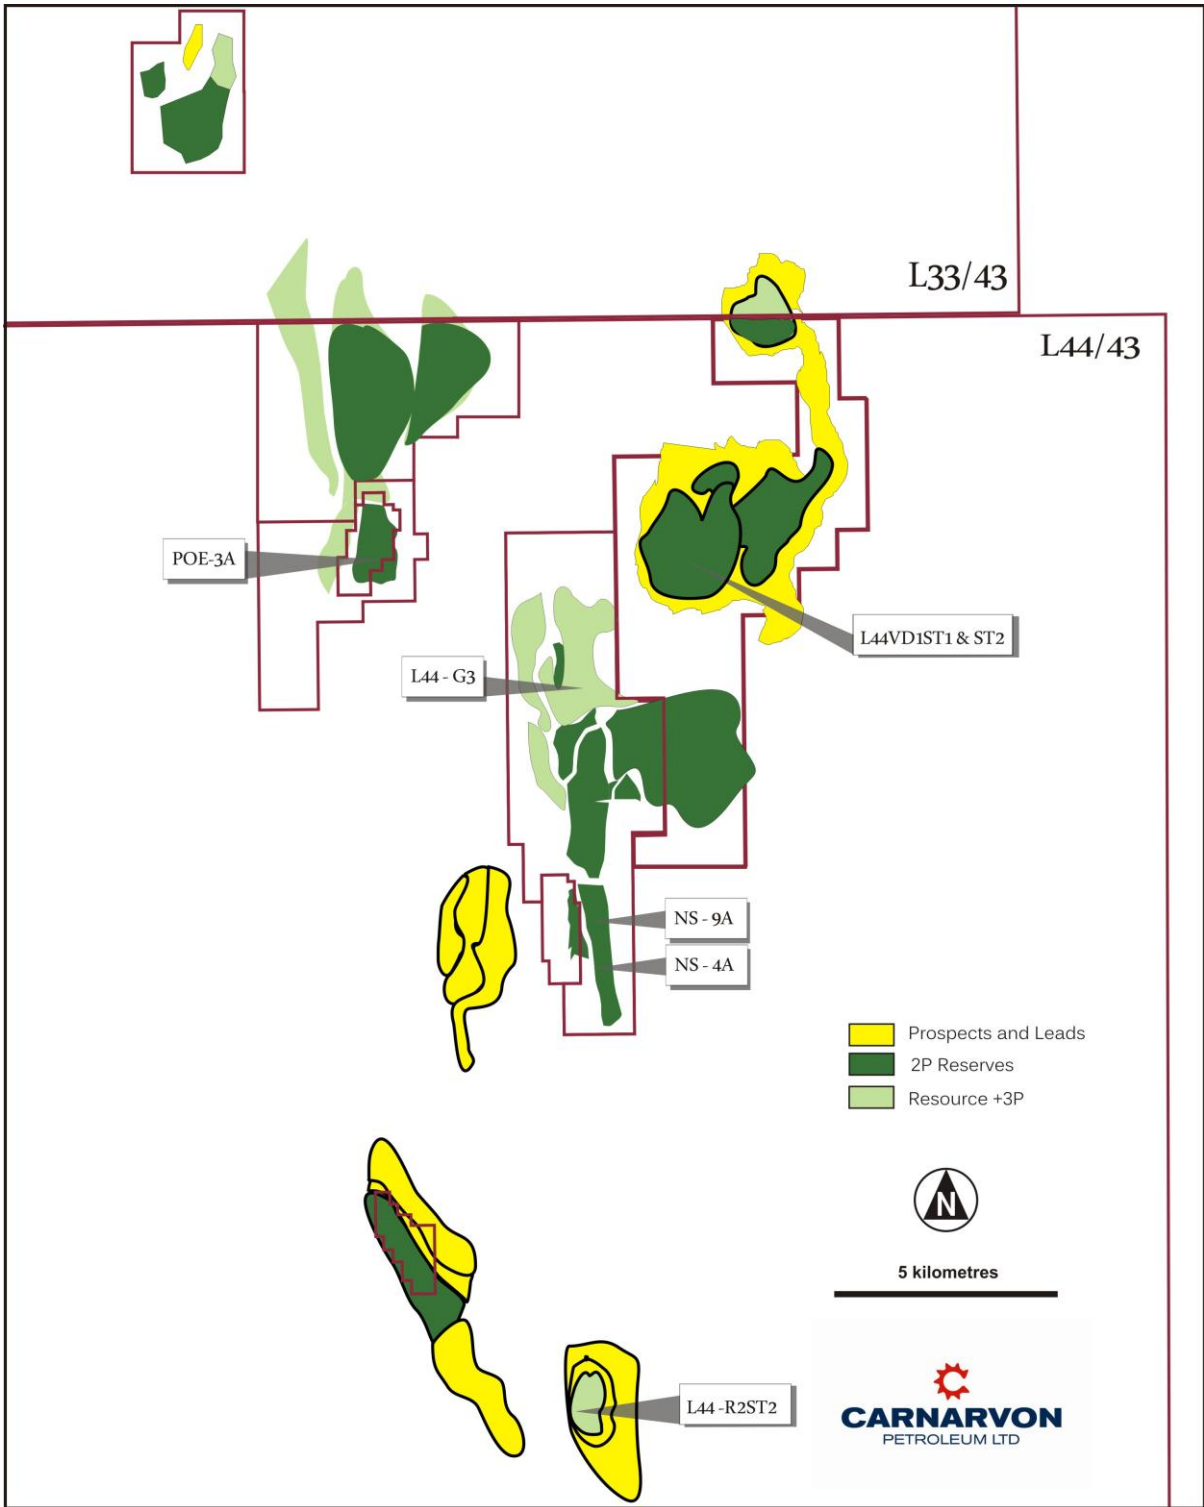 L33/43
L44/43
POE-3A
L44VD1ST1 & ST2
L44 - G3
NS - 9A
NS - 4A
Prospects and Leads
2P Reserves
Resource +3P
N
5 kilometres
L44 -R2ST2
CARNARVON
PETROLEUM LTD